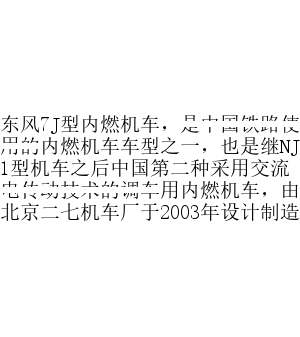 东风7J型内燃机车，是中国铁路使
用的内燃机车车型之一，也是继NJ
1型机车之后中国第二种采用交流
电传动技术的调车用内燃机车，由
北京二七机车厂于2003年设计制造